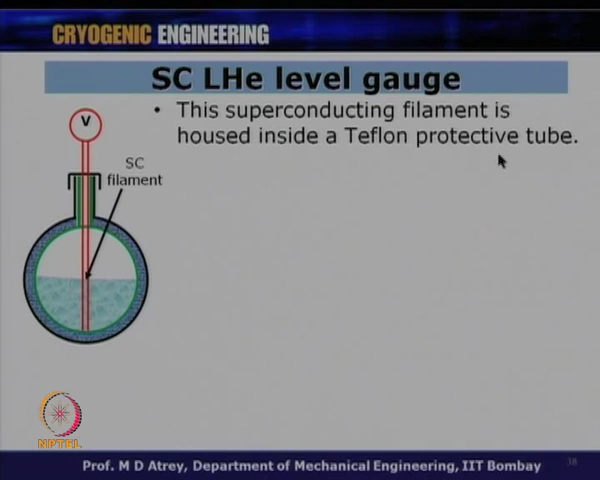 CRYOGENIC ENGINEERING
SC LHe level gauge
• This superconducting filament is
housed inside a Teflon protective tube.
V
SC
filament
NPTEL
Prof. M D Atrey, Department of Mechanical Engineering, IIT Bombay
38